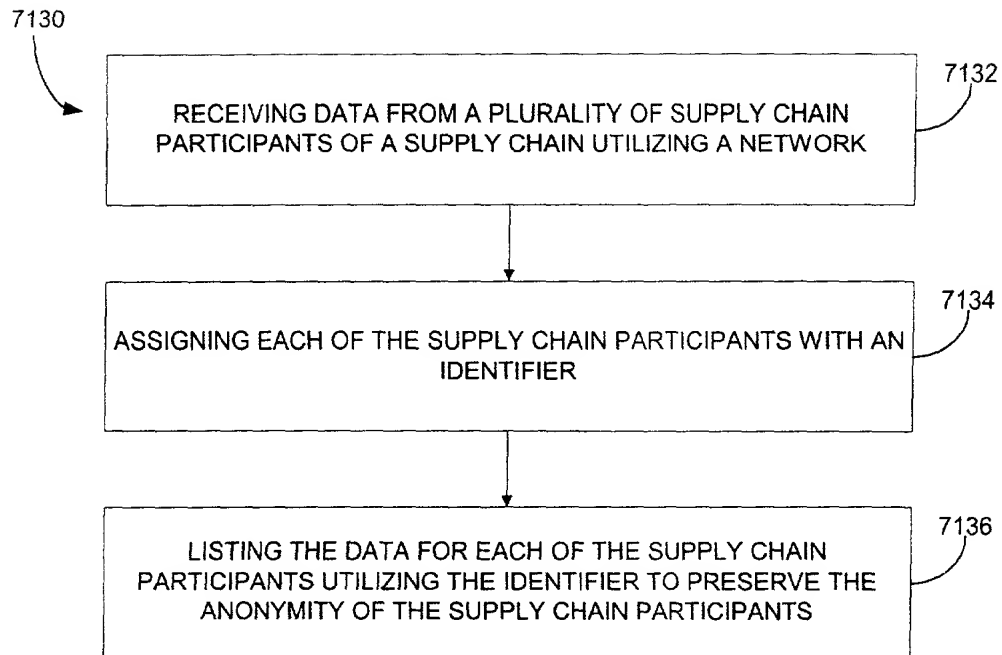 7130
7132
RECEIVING DATA FROM A PLURALITY OF SUPPLY CHAIN
PARTICIPANTS OF A SUPPLY CHAIN UTILIZING A NETWORK
7134
ASSIGNING EACH OF THE SUPPLY CHAIN PARTICIPANTS WITH AN
IDENTIFIER
7136
LISTING THE DATA FOR EACH OF THE SUPPLY CHAIN
PARTICIPANTS UTILIZING THE IDENTIFIER TO PRESERVE THE
ANONYMITY OF THE SUPPLY CHAIN PARTICIPANTS